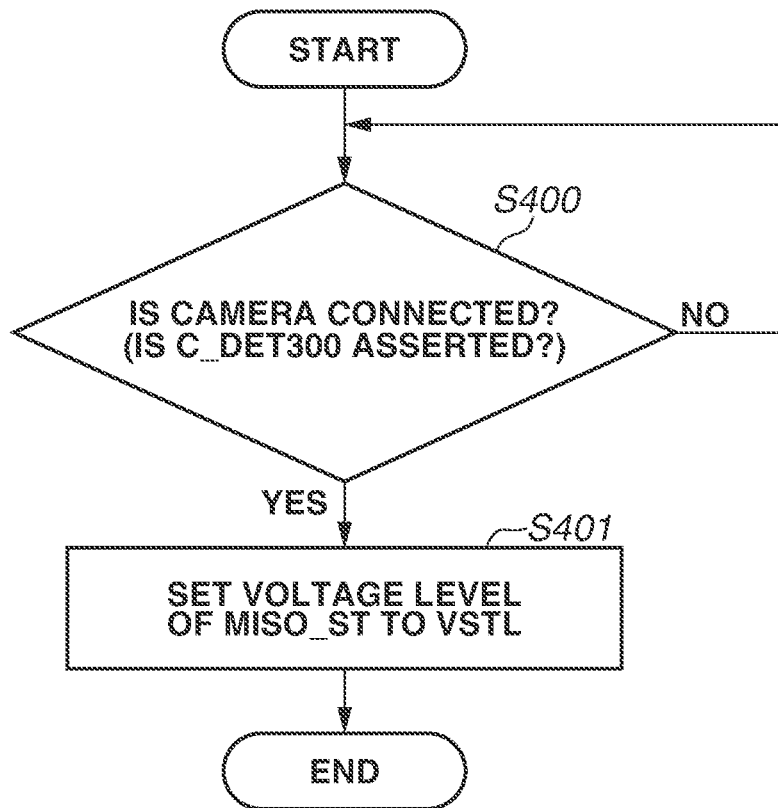 START
S400
IS CAMERA CONNECTED?
(IS C_DET300 ASSERTED?)
NO
YES
S401
SET VOLTAGE LEVEL
OF MISO_ST TO VSTL
END